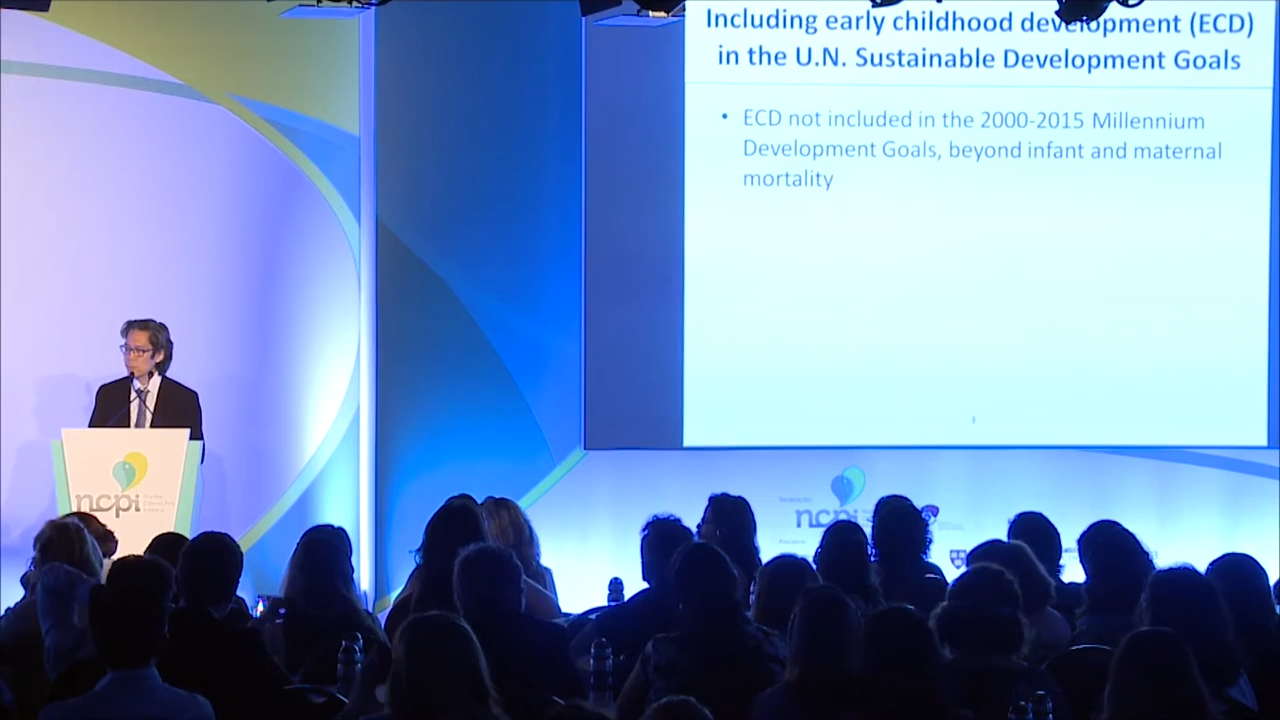 Including early childhood development (ECD)
in the U.N. Sustainable Development Goals
• ECD not included in the 2000-2015 Millennium
Development Goals, beyond infant and maternal
mortality
3
ncpi
ncpi